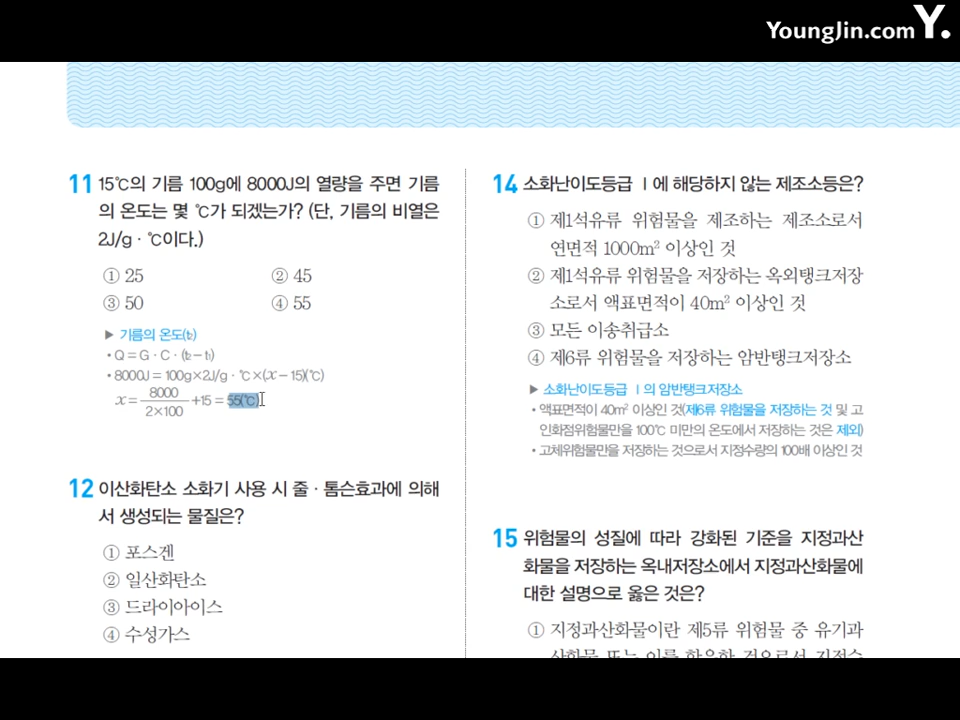 YoungJin.com Y.
11 15℃의 기름 100g에 8000J의 열량을 주면 기름
의 온도는 몇 ℃가 되겠는가? (단, 기름의 비열은
2J/g · ℃이다.)
① 25 ② 45
③ 50 ④ 55
▶ 기름의 온도(t₂)
• Q = G · C · (t₂ − t₁)
• 8000J = 100g×2J/g · ℃×(x − 15)(℃)
x = 8000 / 2×100 +15 = 55(℃)
12 이산화탄소 소화기 사용 시 줄 · 톰슨효과에 의해
서 생성되는 물질은?
① 포스겐
② 일산화탄소
③ 드라이아이스
④ 수성가스
14 소화난이도등급 Ⅰ에 해당하지 않는 제조소등은?
① 제1석유류 위험물을 제조하는 제조소로서
연면적 1000m² 이상인 것
② 제1석유류 위험물을 저장하는 옥외탱크저장
소로서 액표면적이 40m² 이상인 것
③ 모든 이송취급소
④ 제6류 위험물을 저장하는 암반탱크저장소
▶ 소화난이도등급 Ⅰ의 암반탱크저장소
• 액표면적이 40m² 이상인 것(제6류 위험물을 저장하는 것 및 고
인화점위험물만을 100℃ 미만의 온도에서 저장하는 것은 제외)
• 고체위험물만을 저장하는 것으로서 지정수량의 100배 이상인 것
15 위험물의 성질에 따라 강화된 기준을 지정과산
화물을 저장하는 옥내저장소에서 지정과산화물에
대한 설명으로 옳은 것은?
① 지정과산화물이란 제5류 위험물 중 유기과
산화물 또는 이를 함유한 것으로서 지정수